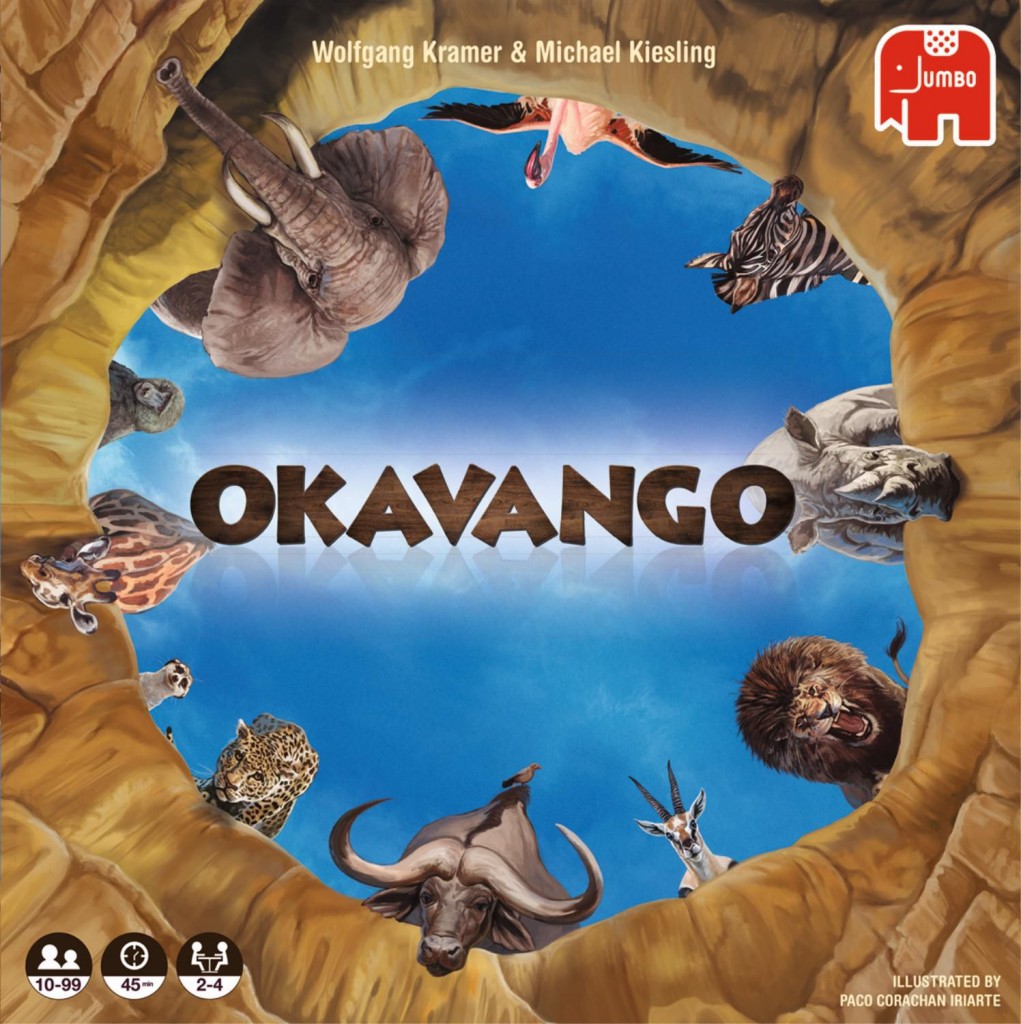 Wolfgang Kramer & Michael Kiesling
JUMBO
OKAVANGO
10-99
45 min
2-4
ILLUSTRATED BY
PACO CORACHAN IRIARTE